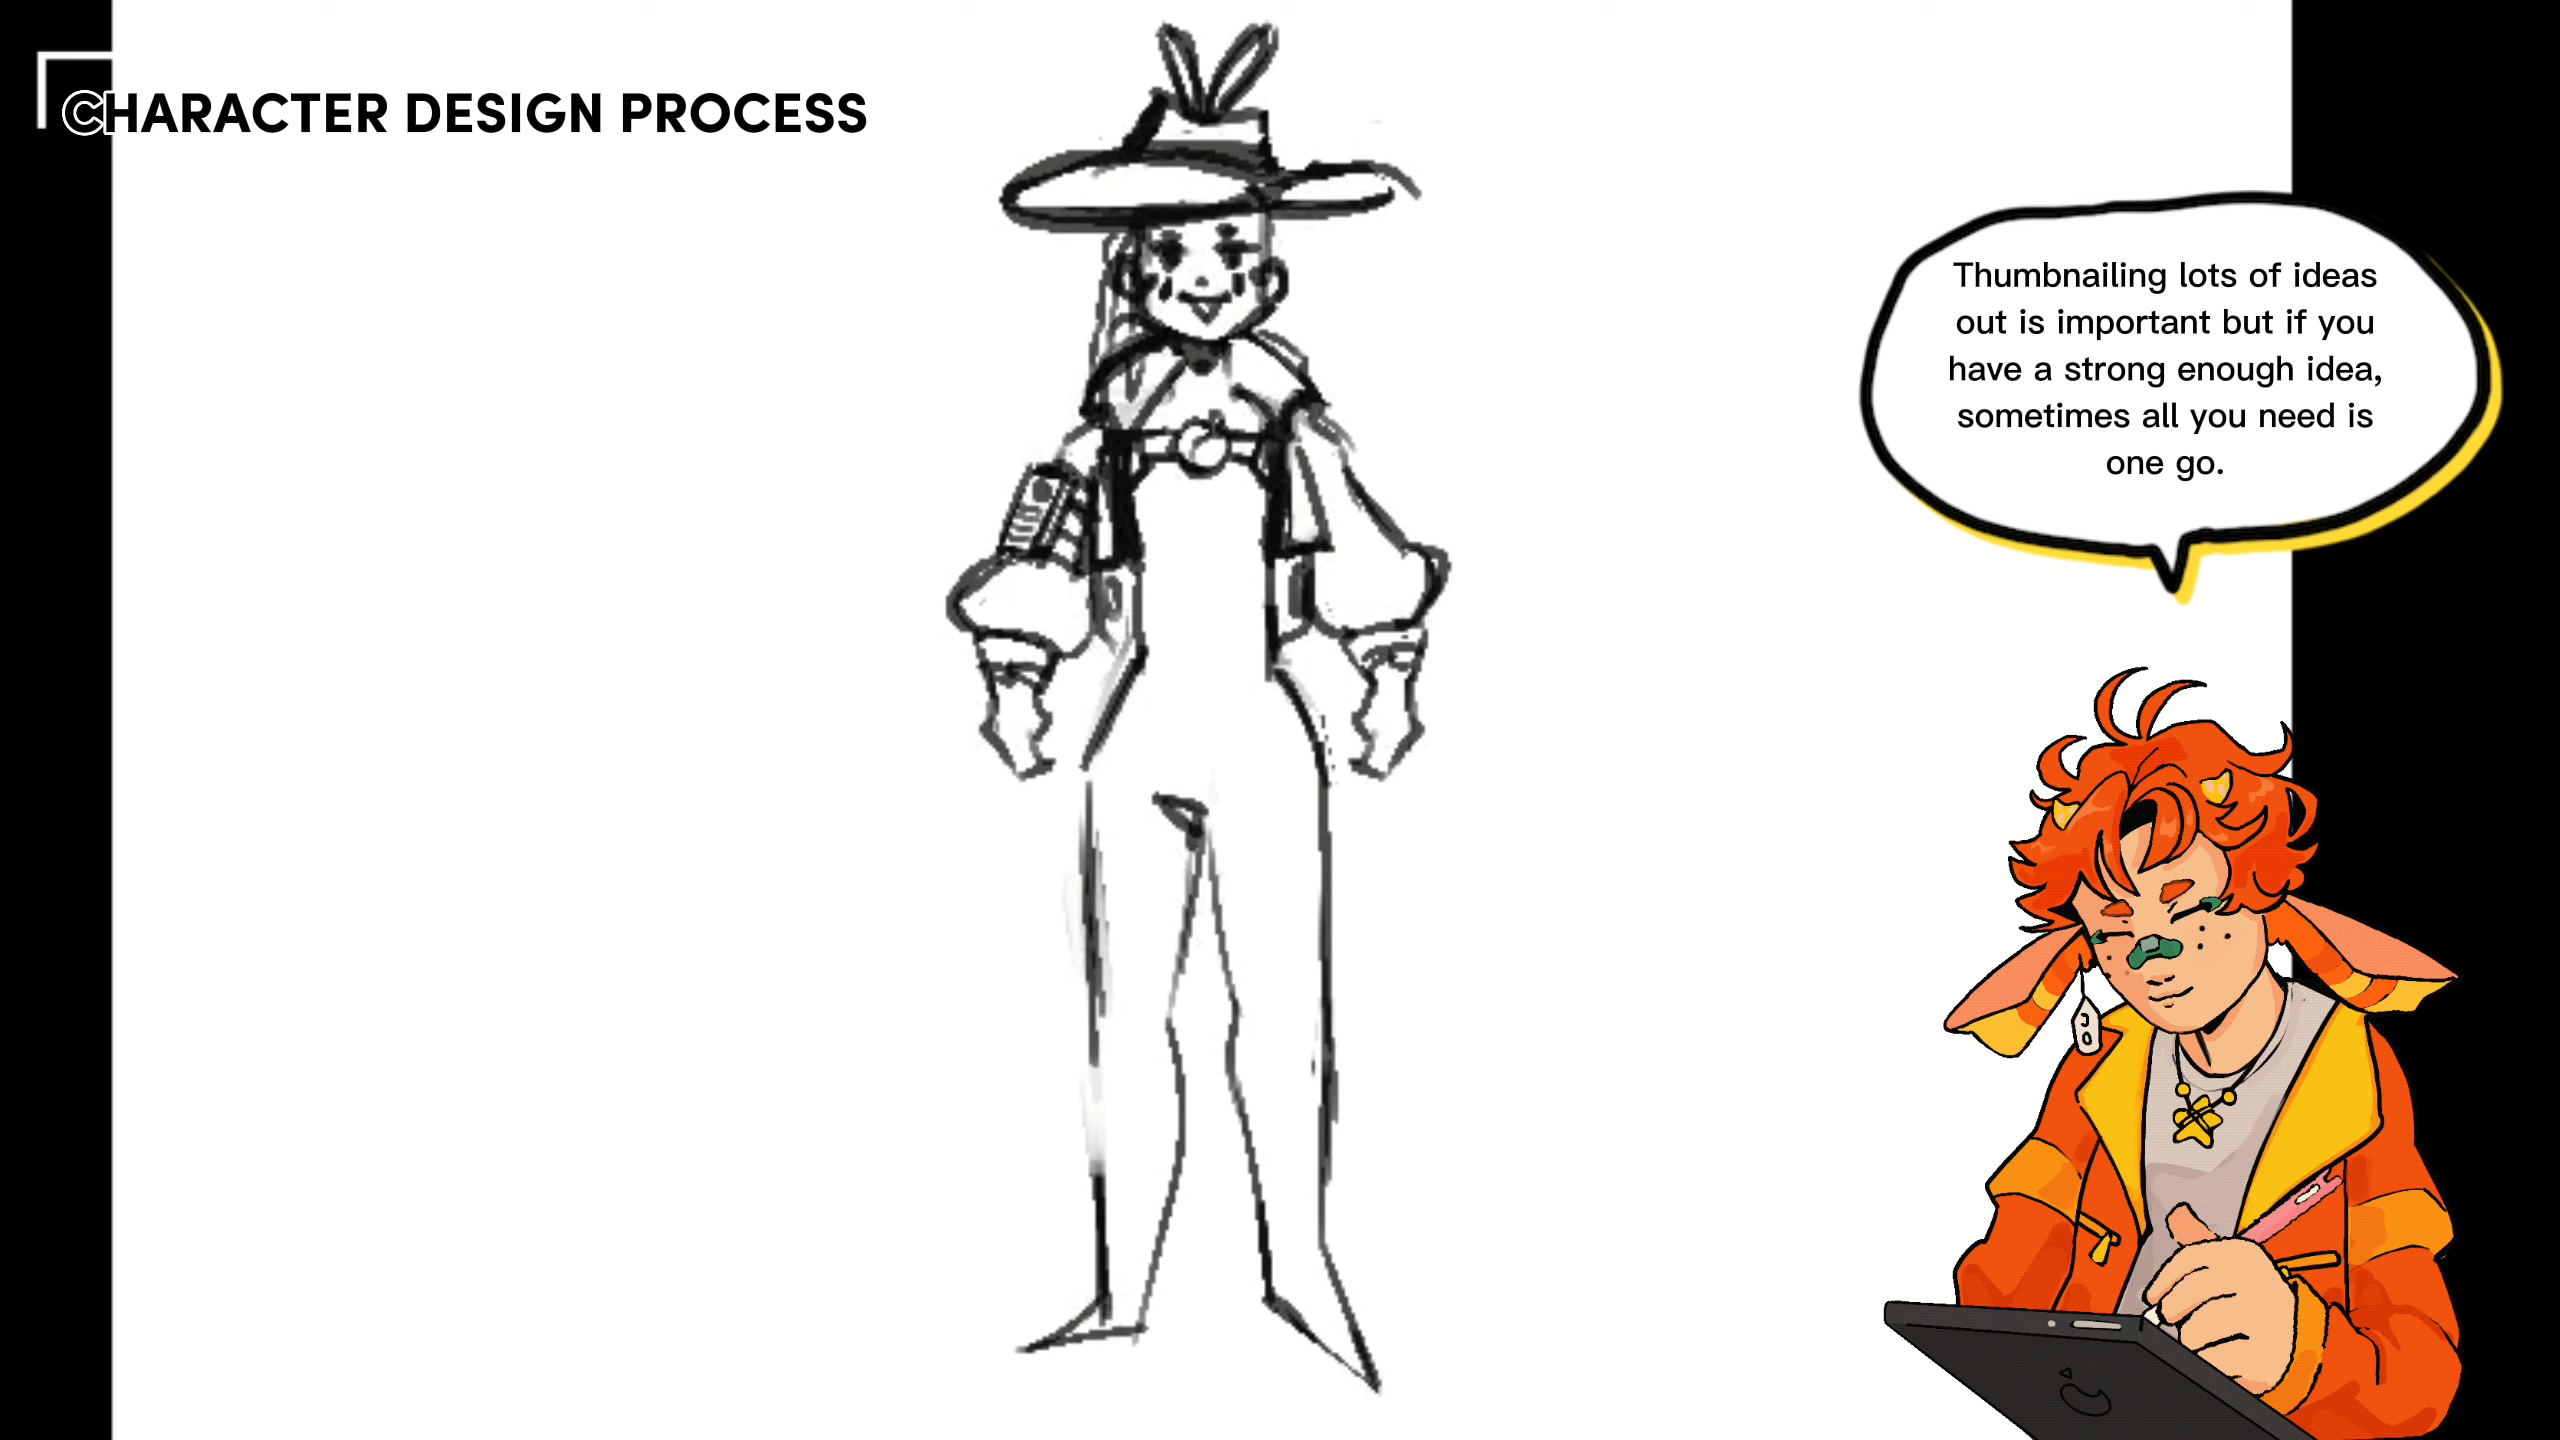 CHARACTER DESIGN PROCESS
Thumbnailing lots of ideas
out is important but if you
have a strong enough idea,
sometimes all you need is
one go.